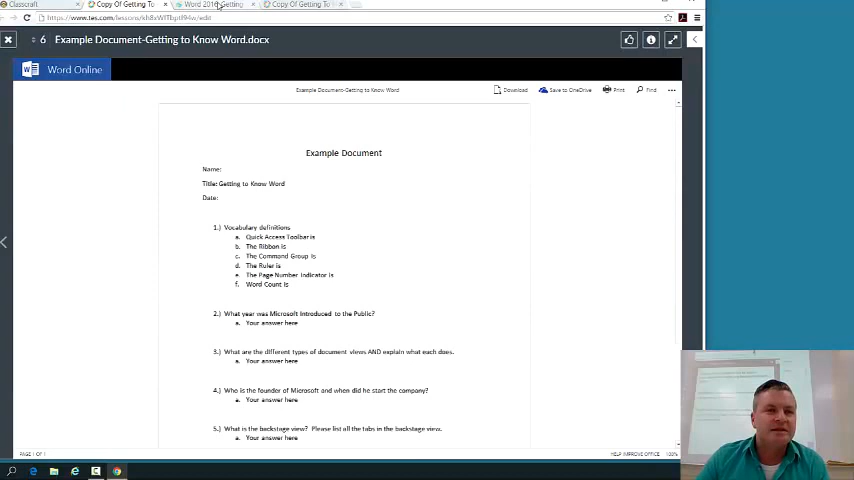 Classcraft
Copy Of Getting To
Word 2016 Getting
Copy Of Getting To
https://www.tes.com/lessons/
6 Example Document-Getting to Know Word.docx
Word Online
Example Document-Getting to Know Word
Download
Save to OneDrive
Print
Find
Example Document
Name:
Title: Getting to Know Word
Date:
1.) Vocabulary definitions
a. Quick Access Toolbar is
b. The Ribbon is
c. The Command Group is
d. The Ruler is
e. The Page Number Indicator is
f. Word Count is
2.) What year was Microsoft Introduced to the Public?
a. Your answer here
3.) What are the different types of document views AND explain what each does.
a. Your answer here
4.) Who is the founder of Microsoft and when did he start the company?
a. Your answer here
5.) What is the backstage view? Please list all the tabs in the backstage view.
a. Your answer here
PAGE 1 OF 1
HELP IMPROVE OFFICE
100%